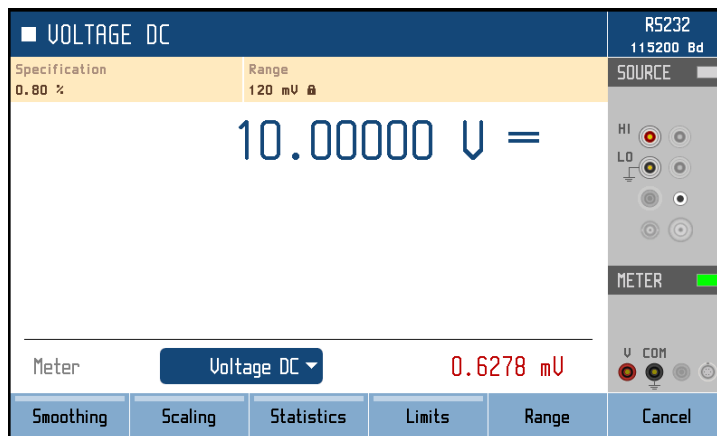 VOLTAGE DC
RS232
115200 Bd
Specification
0.80 %
Range
120 mV
SOURCE
10.00000 V =
HI
LO
METER
Meter
Voltage DC
0.6278 mV
V COM
Smoothing
Scaling
Statistics
Limits
Range
Cancel